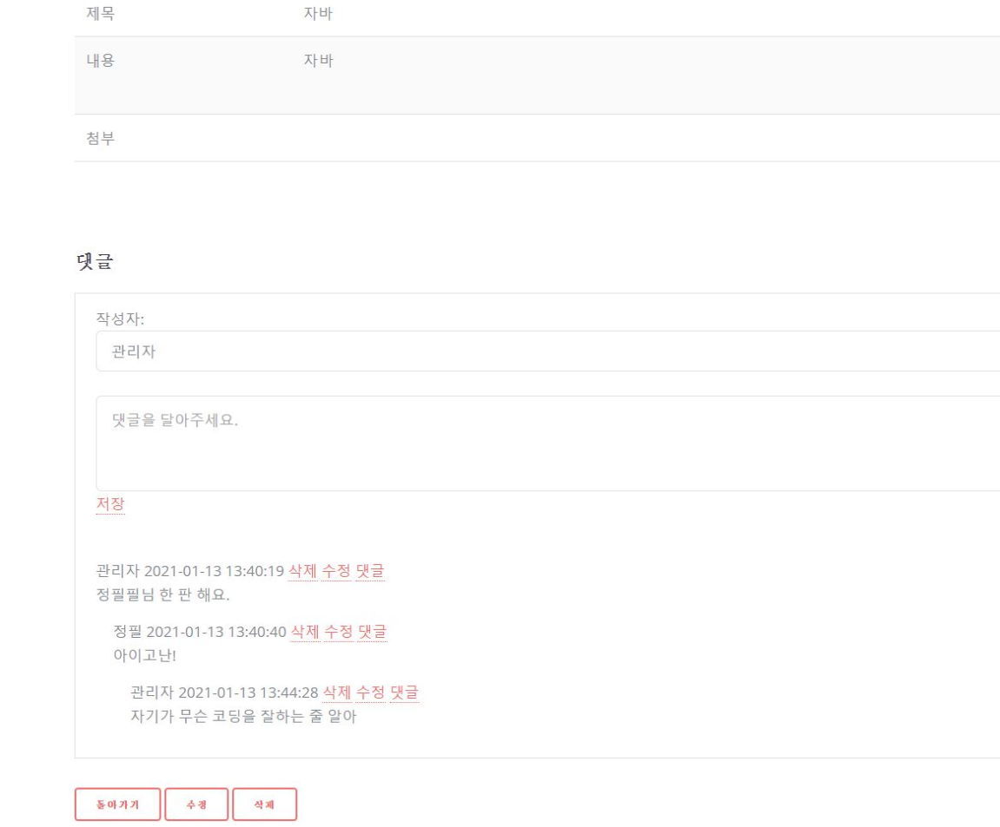 제목 자바
내용 자바
첨부
댓글
작성자:
관리자
댓글을 달아주세요.
저장
관리자 2021-01-13 13:40:19 삭제 수정 댓글
정필필님 한 판 해요.
정필 2021-01-13 13:40:40 삭제 수정 댓글
아이고난!
관리자 2021-01-13 13:44:28 삭제 수정 댓글
자기가 무슨 코딩을 잘하는 줄 알아
돌아가기 수정 삭제